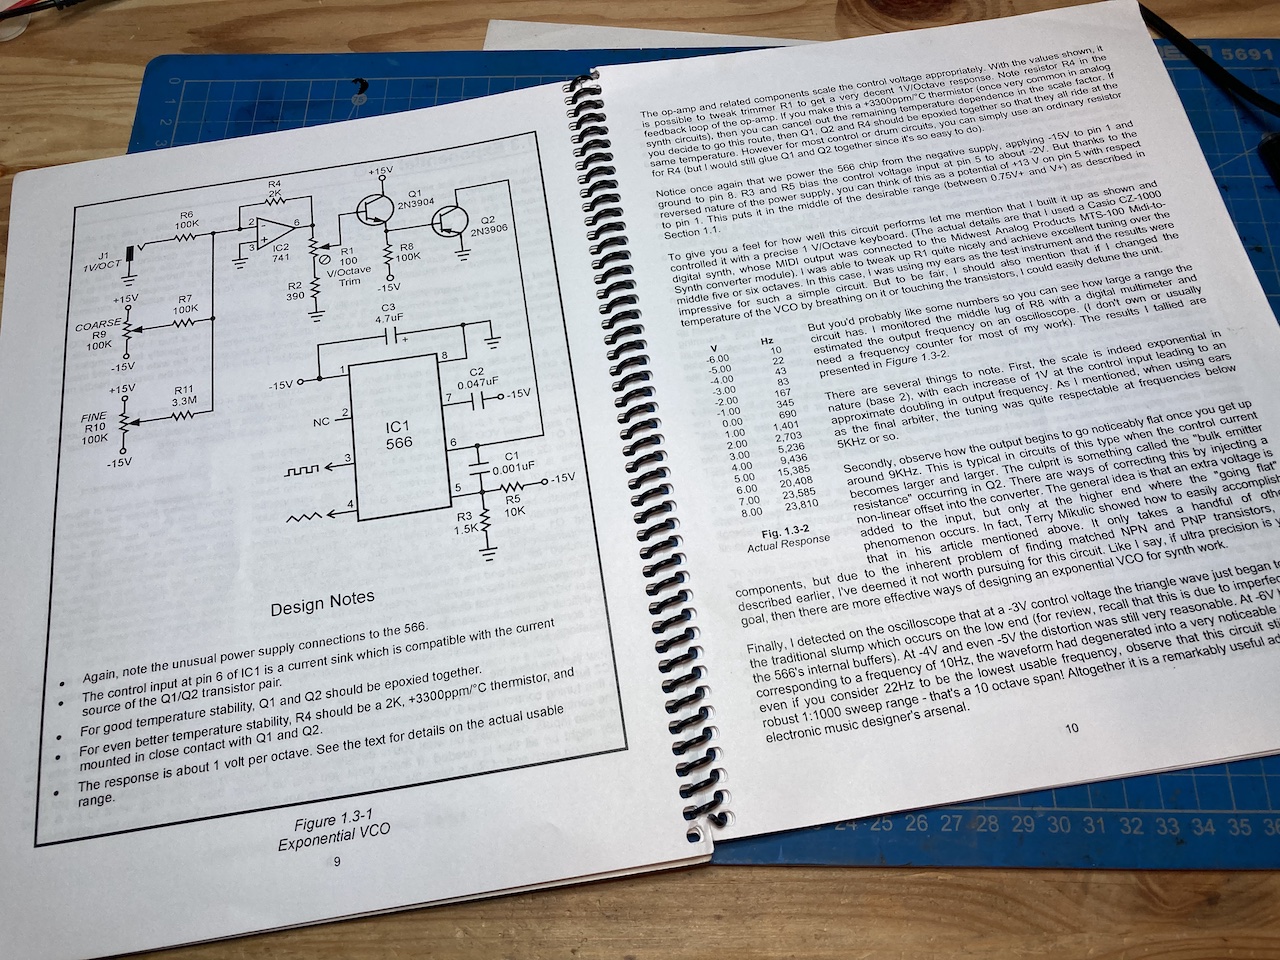 R4
2K
+15V
Q1
2N3904
R6
100K
2
-
6
3
+
IC2
741
Q2
2N3906
J1
1V/OCT
R1
100
V/Octave
Trim
R8
100K
-15V
R2
390
+15V
COARSE
R9
100K
-15V
R7
100K
C3
4.7uF
+
-15V
1
8
C2
0.047uF
7
-15V
+15V
FINE
R10
100K
-15V
R11
3.3M
NC
2
IC1
566
6
3
C1
0.001uF
5
-15V
R5
10K
4
R3
1.5K
Design Notes
• Again, note the unusual power supply connections to the 566.
• The control input at pin 6 of IC1 is a current sink which is compatible with the current
source of the Q1/Q2 transistor pair.
• For good temperature stability, Q1 and Q2 should be epoxied together.
• For even better temperature stability, R4 should be a 2K, +3300ppm/°C thermistor, and
mounted in close contact with Q1 and Q2.
• The response is about 1 volt per octave. See the text for details on the actual usable
range.
Figure 1.3-1
Exponential VCO
9
The op-amp and related components scale the control voltage appropriately. With the values shown, it
is possible to tweak trimmer R1 to get a very decent 1V/Octave response. Note resistor R4 in the
feedback loop of the op-amp. If you make this a +3300ppm/°C thermistor (once very common in analog
synth circuits), then you can cancel out the remaining temperature dependence in the scale factor. If
you decide to go this route, then Q1, Q2 and R4 should be epoxied together so that they all ride at the
same temperature. However for most control or drum circuits, you can simply use an ordinary resistor
for R4 (but I would still glue Q1 and Q2 together since it's so easy to do).
Notice once again that we power the 566 chip from the negative supply, applying -15V to pin 1 and
ground to pin 8. R3 and R5 bias the control voltage input at pin 5 to about -2V. But thanks to the
reversed nature of the power supply, you can think of this as a potential of +13 V on pin 5 with respect
to pin 1. This puts it in the middle of the desirable range (between 0.75V+ and V+) as described in
Section 1.1.
To give you a feel for how well this circuit performs let me mention that I built it up as shown and
controlled it with a precise 1 V/Octave keyboard. (The actual details are that I used a Casio CZ-1000
digital synth, whose MIDI output was connected to the Midwest Analog Products MTS-100 Midi-to-
Synth converter module). I was able to tweak up R1 quite nicely and achieve excellent tuning over the
middle five or six octaves. In this case, I was using my ears as the test instrument and the results were
impressive for such a simple circuit. But to be fair, I should also mention that if I changed the
temperature of the VCO by breathing on it or touching the transistors, I could easily detune the unit.
V Hz
-6.00 10
-5.00 22
-4.00 43
-3.00 83
-2.00 167
-1.00 345
0.00 690
1.00 1,401
2.00 2,703
3.00 5,236
4.00 9,436
5.00 15,385
6.00 20,408
7.00 23,585
8.00 23,810
Fig. 1.3-2
Actual Response
But you'd probably like some numbers so you can see how large a range the
circuit has. I monitored the middle lug of R8 with a digital multimeter and
estimated the output frequency on an oscilloscope. (I don't own or usually
need a frequency counter for most of my work). The results I tallied are
presented in Figure 1.3-2.
There are several things to note. First, the scale is indeed exponential in
nature (base 2), with each increase of 1V at the control input leading to an
approximate doubling in output frequency. As I mentioned, when using ears
as the final arbiter, the tuning was quite respectable at frequencies below
5KHz or so.
Secondly, observe how the output begins to go noticeably flat once you get up
around 9KHz. This is typical in circuits of this type when the control current
becomes larger and larger. The culprit is something called the "bulk emitter
resistance" occurring in Q2. There are ways of correcting this by injecting a
non-linear offset into the converter. The general idea is that an extra voltage is
added to the input, but only at the higher end where the "going flat"
phenomenon occurs. In fact, Terry Mikulic showed how to easily accomplish
that in his article mentioned above. It only takes a handful of other
components, but due to the inherent problem of finding matched NPN and PNP transistors,
described earlier, I've deemed it not worth pursuing for this circuit. Like I say, if ultra precision is
goal, then there are more effective ways of designing an exponential VCO for synth work.
Finally, I detected on the oscilloscope that at a -3V control voltage the triangle wave just began to
the traditional slump which occurs on the low end (for review, recall that this is due to
the 566's internal buffers). At -4V and even -5V the distortion was still very reasonable. At -6V
corresponding to a frequency of 10Hz, the waveform had degenerated into a very noticeable
even if you consider 22Hz to be the lowest usable frequency, observe that this circuit
robust 1:1000 sweep range - that's a 10 octave span! Altogether it is a remarkably useful
electronic music designer's arsenal.
10
5691
0
1
2
3
24 25 26 27 28 29 30 31 32 33 34 35 36